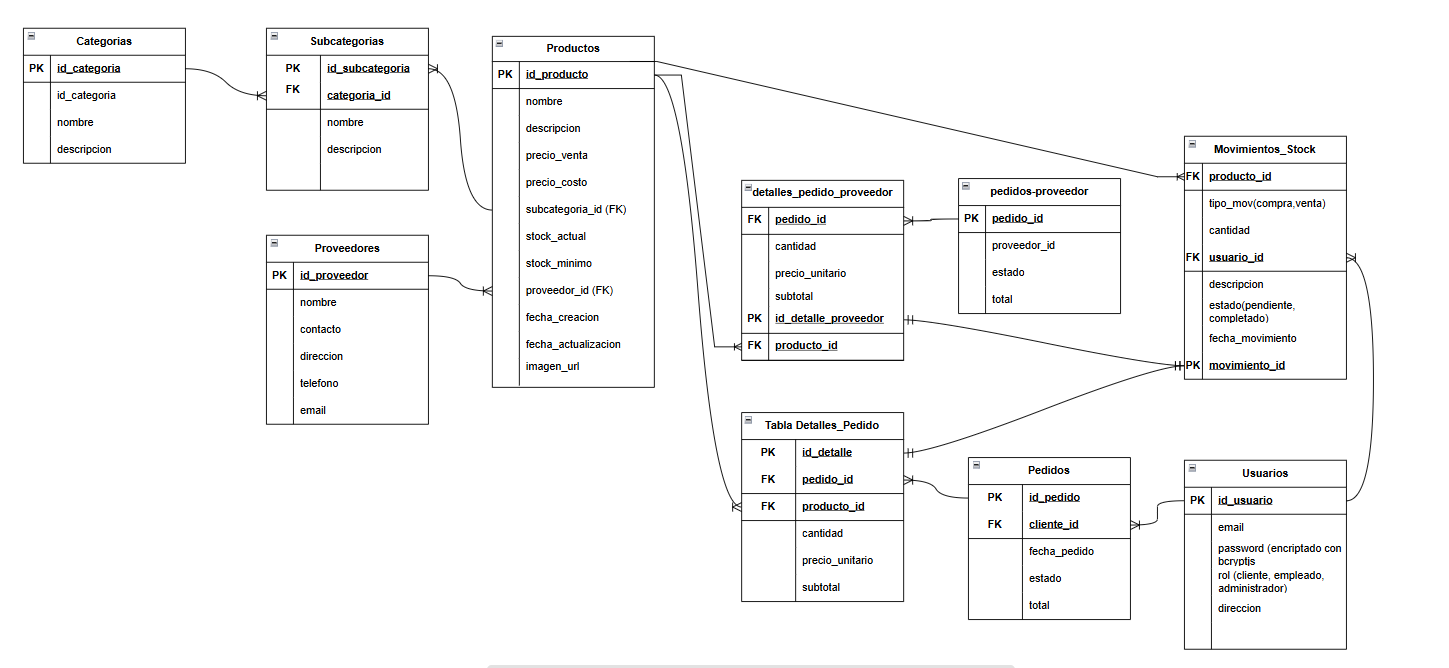 Categorias
PK id_categoria
id_categoria
nombre
descripcion
Subcategorias
PK id_subcategoria
FK categoria_id
nombre
descripcion
Productos
PK id_producto
nombre
descripcion
precio_venta
precio_costo
subcategoria_id (FK)
stock_actual
stock_minimo
proveedor_id (FK)
fecha_creacion
fecha_actualizacion
imagen_url
Proveedores
PK id_proveedor
nombre
contacto
direccion
telefono
email
detalles_pedido_proveedor
FK pedido_id
cantidad
precio_unitario
subtotal
PK id_detalle_proveedor
FK producto_id
pedidos-proveedor
PK pedido_id
proveedor_id
estado
total
Movimientos_Stock
FK producto_id
tipo_mov(compra,venta)
cantidad
FK usuario_id
descripcion
estado(pendiente,
completado)
fecha_movimiento
PK movimiento_id
Tabla Detalles_Pedido
PK id_detalle
FK pedido_id
FK producto_id
cantidad
precio_unitario
subtotal
Pedidos
PK id_pedido
FK cliente_id
fecha_pedido
estado
total
Usuarios
PK id_usuario
email
password (encriptado con
bcryptjs
rol (cliente, empleado,
administrador)
direccion